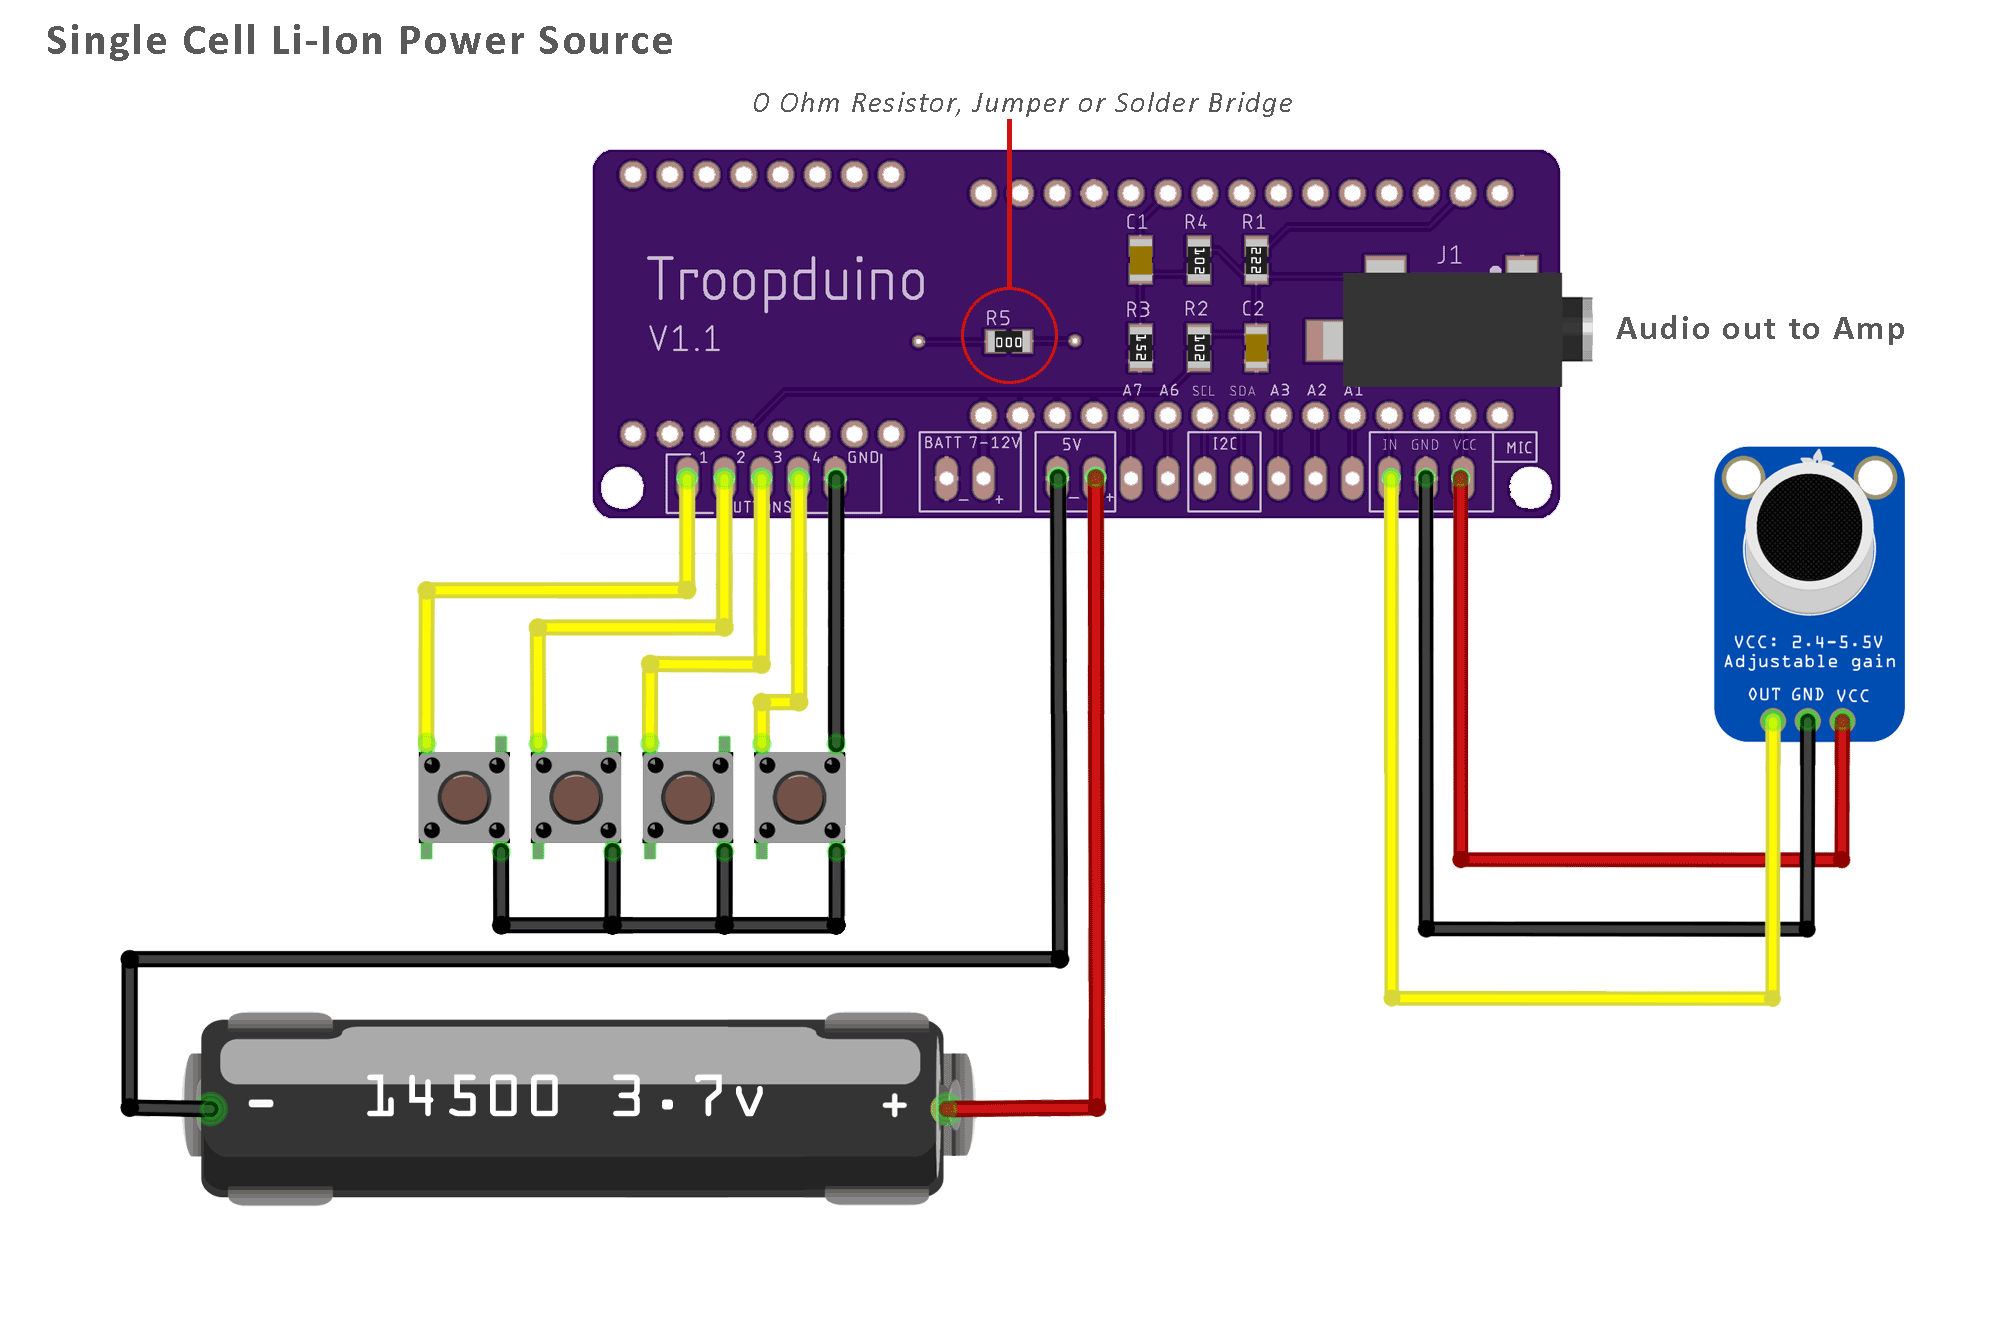 Single Cell Li-Ion Power Source
0 Ohm Resistor, Jumper or Solder Bridge
C1 R4 R1
102 222
J1
Troopduino
V1.1
R5
000
R3 R2 C2
152 102
Audio out to Amp
A7 A6 SCL SDA A3 A2 A1
BATT 7-12V
5V
I2C
IN GND VCC
MIC
1 2 3 4 GND
- +
- +
VCC: 2.4-5.5V
Adjustable gain
OUT GND VCC
- 14500 3.7v +